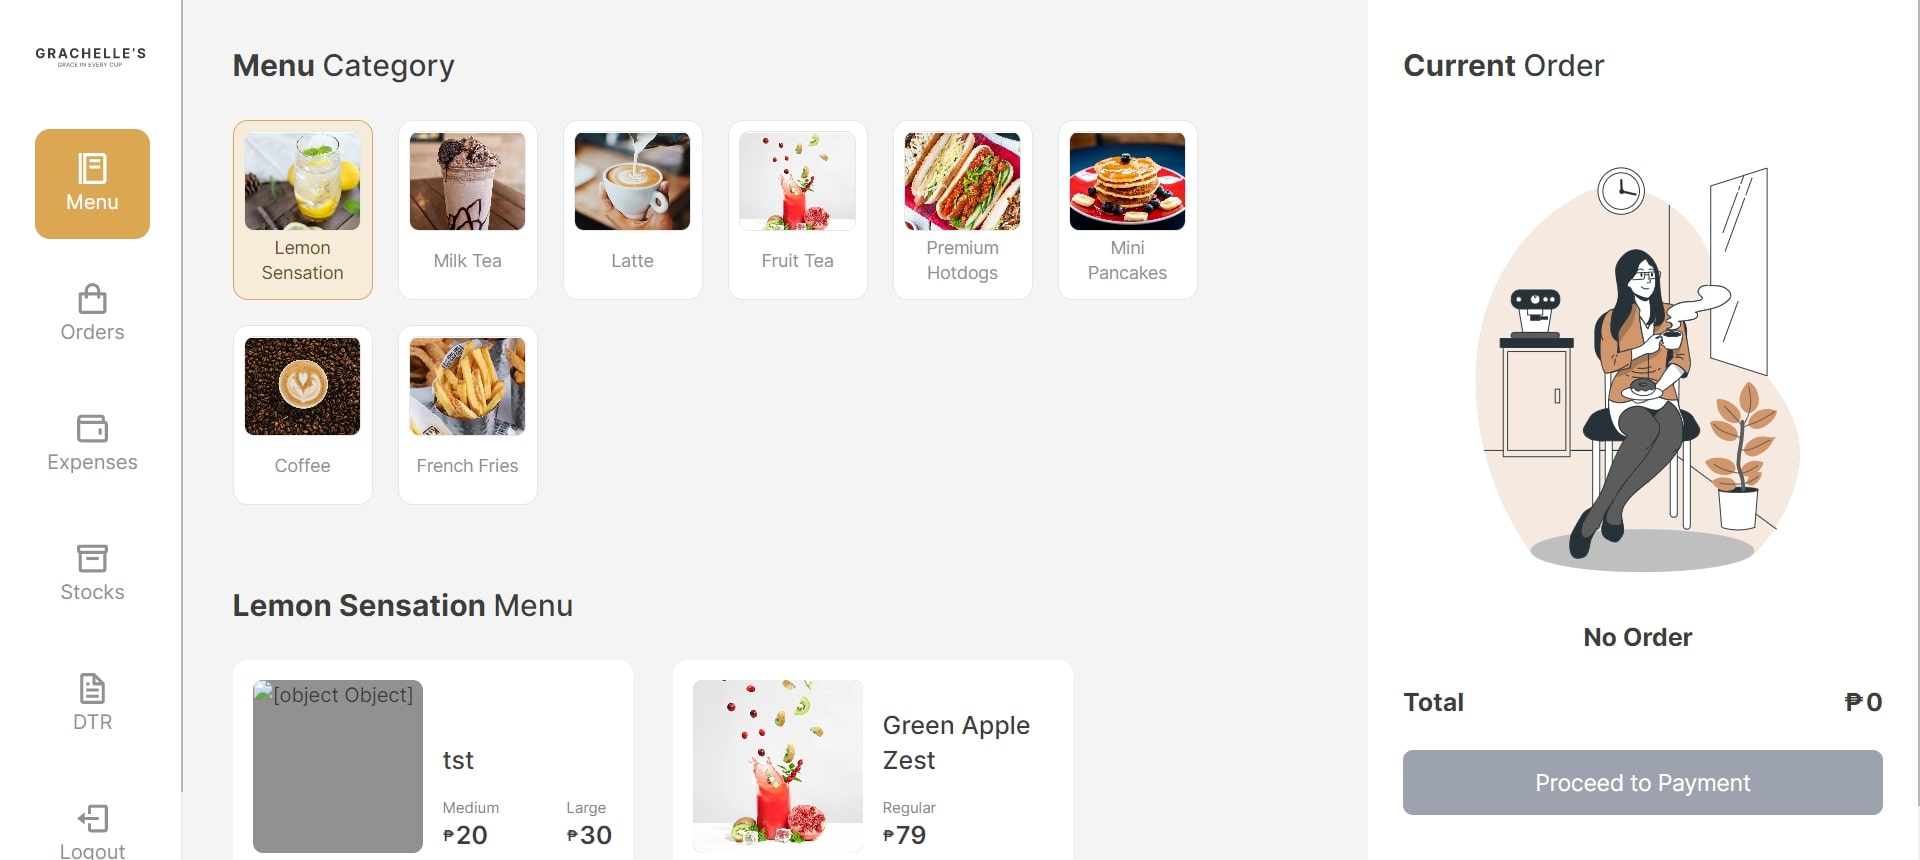 GRACHELLE'S
GRACE IN EVERY CUP
Menu
Orders
Expenses
Stocks
DTR
Logout
Menu Category
Lemon
Sensation
Milk Tea
Latte
Fruit Tea
Premium
Hotdogs
Mini
Pancakes
Coffee
French Fries
Lemon Sensation Menu
[object Object]
tst
Medium
Large
₱20
₱30
Green Apple
Zest
Regular
₱79
Current Order
No Order
Total
₱0
Proceed to Payment